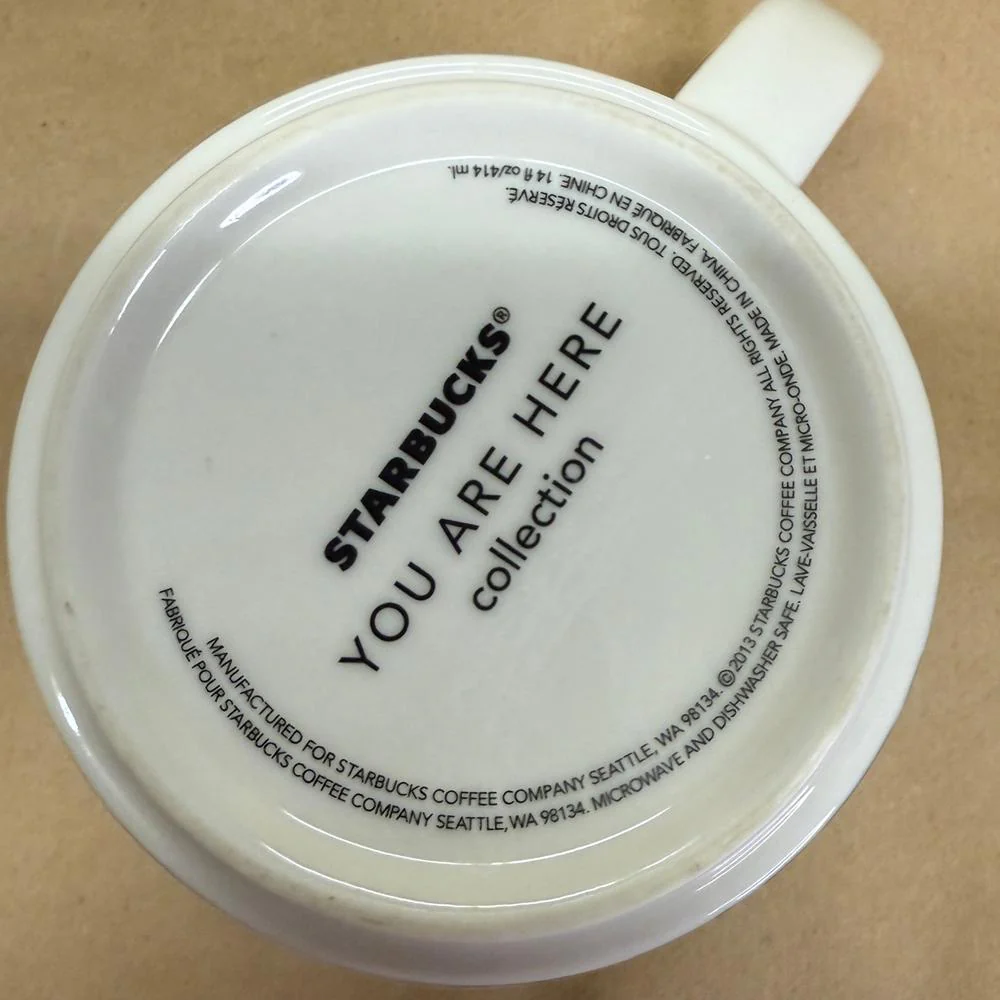 STARBUCKS®
YOU ARE HERE
collection
MANUFACTURED FOR STARBUCKS COFFEE COMPANY SEATTLE, WA 98134. ©2013 STARBUCKS COFFEE COMPANY ALL RIGHTS RESERVED. TOUS DROITS RÉSERVÉ.
FABRIQUÉ POUR STARBUCKS COFFEE COMPANY SEATTLE, WA 98134. MICROWAVE AND DISHWASHER SAFE. LAVE-VAISSELLE ET MICRO-ONDE. MADE IN CHINA. FABRIQUÉ EN CHINE. 14 fl oz/414 ml.